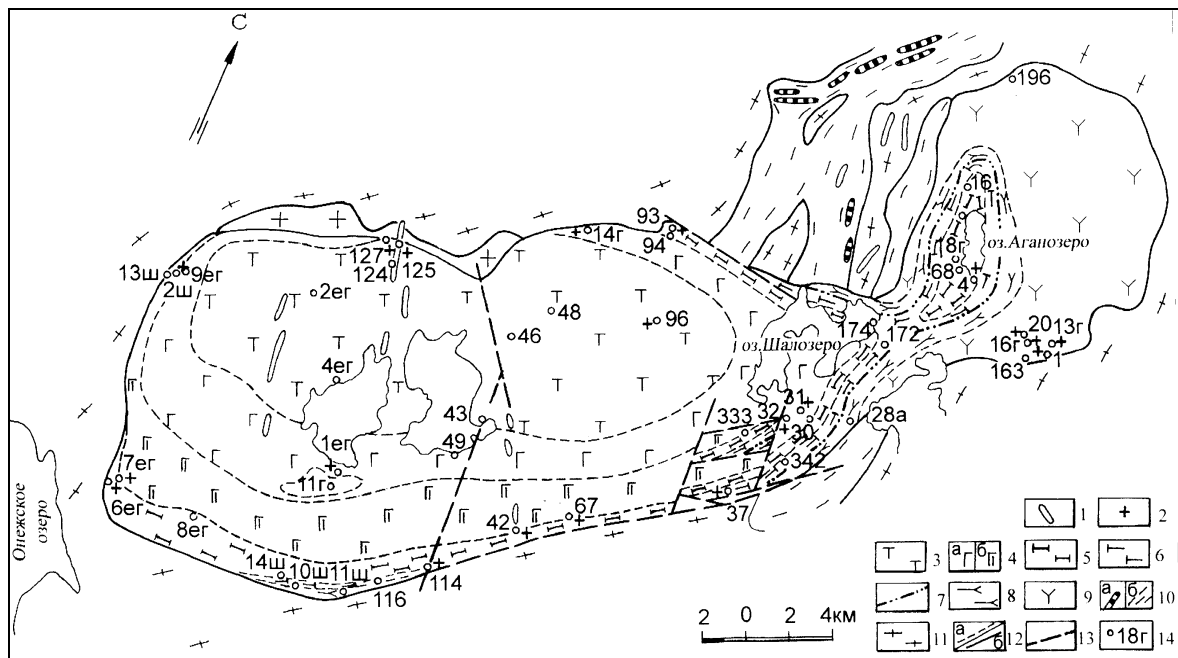 С
196
16
1
18г
оз.Аганозеро
68
4
93
14г
94
127
125
124
13ш
9ег
2ш
2ег
48
46
96
оз.Шалозеро
174
172
20
13г
16г
1
163
4ег
43
49
31
32
333
30
28а
342
1ег
11г
7ег
6ег
37
67
42
8ег
Онежское
озеро
14ш
10ш
11ш
116
114
2 0 2 4км
1 2
3 а б 4 5 6
7 8 9 а б 10
11 а б 12 13 18г 14